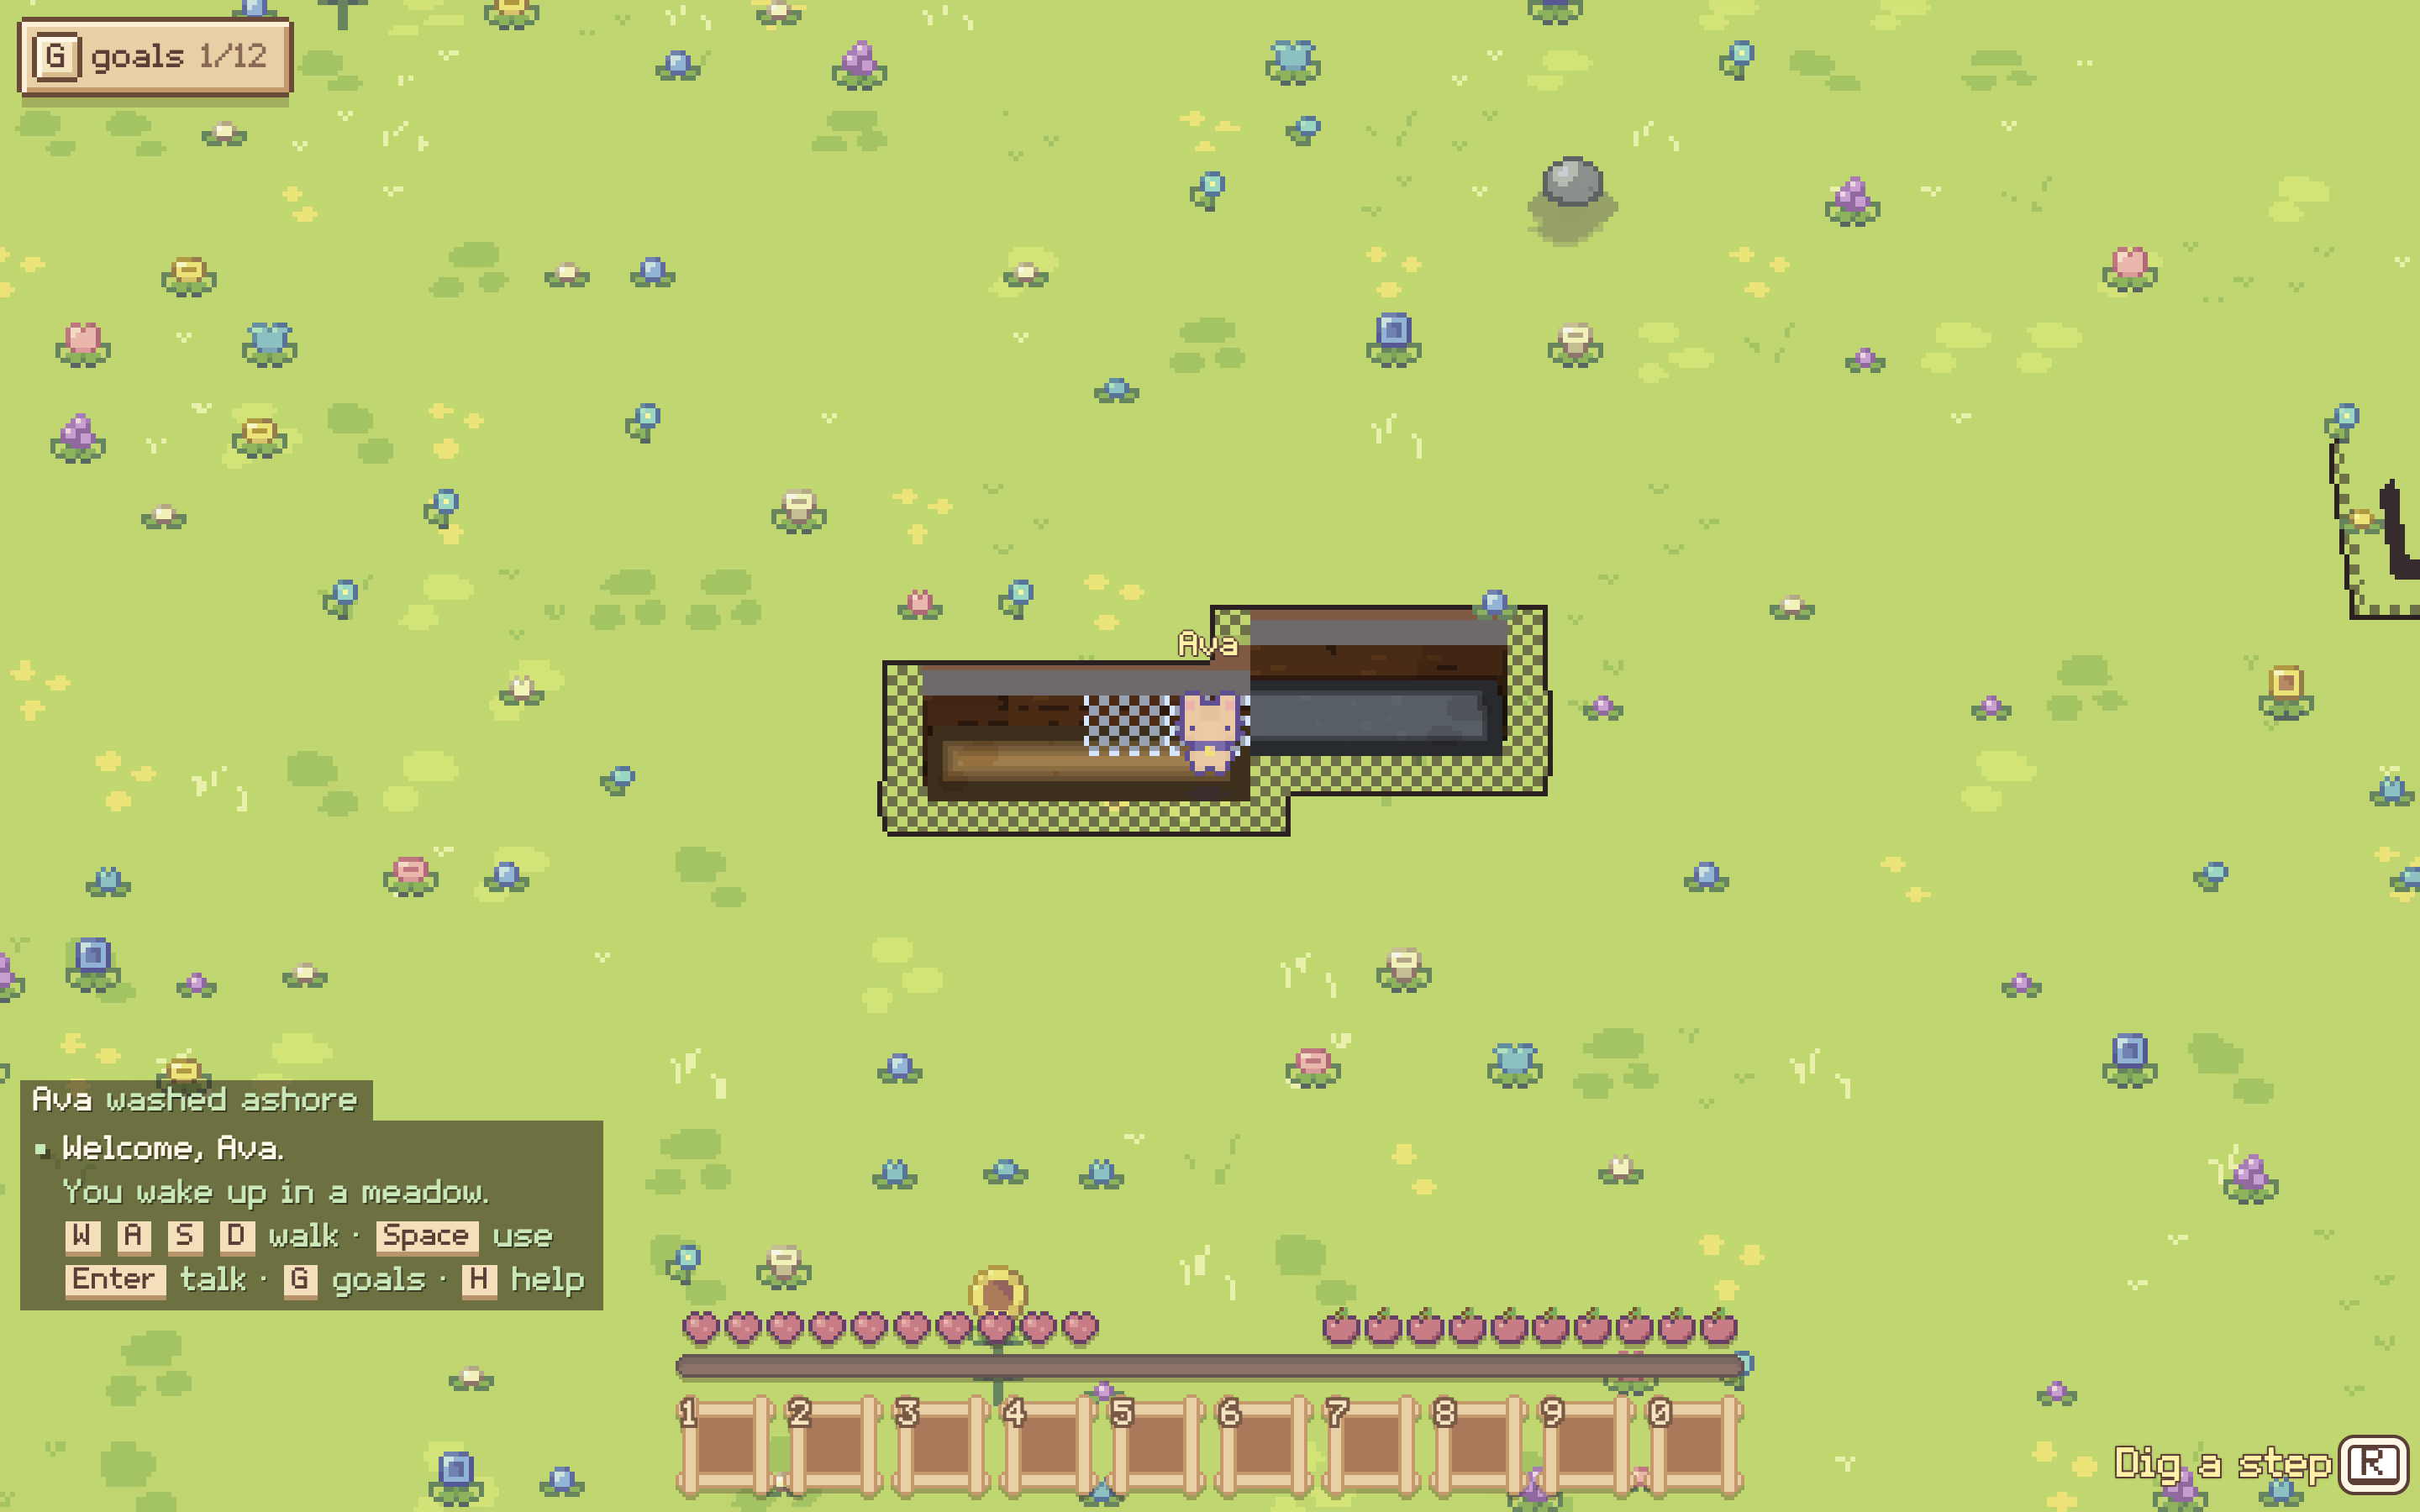 G goals 1/12
Ava
Ava washed ashore
Welcome, Ava.
You wake up in a meadow.
W A S D walk · Space use
Enter talk · G goals · H help
1 2 3 4 5 6 7 8 9 0
Dig a step R